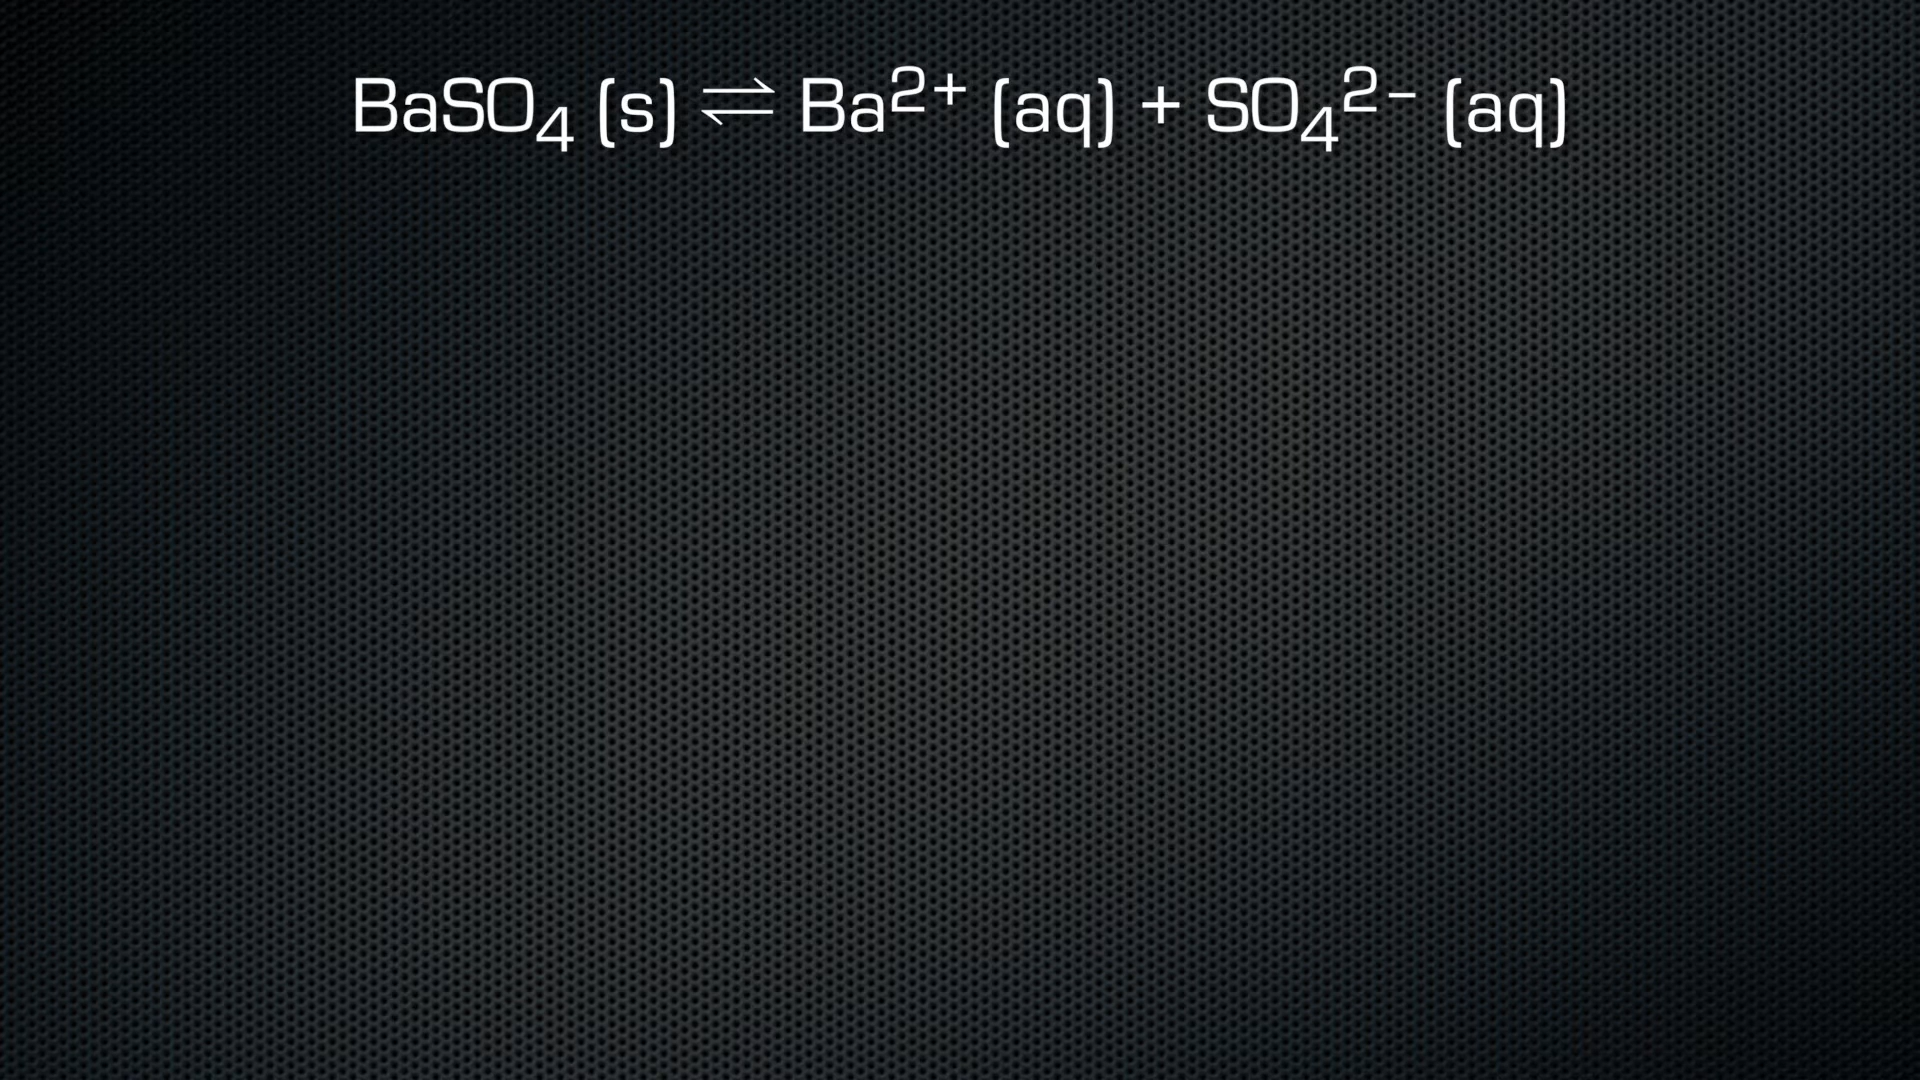 BaSO₄ (s) ⇌ Ba²⁺ (aq) + SO₄²⁻ (aq)